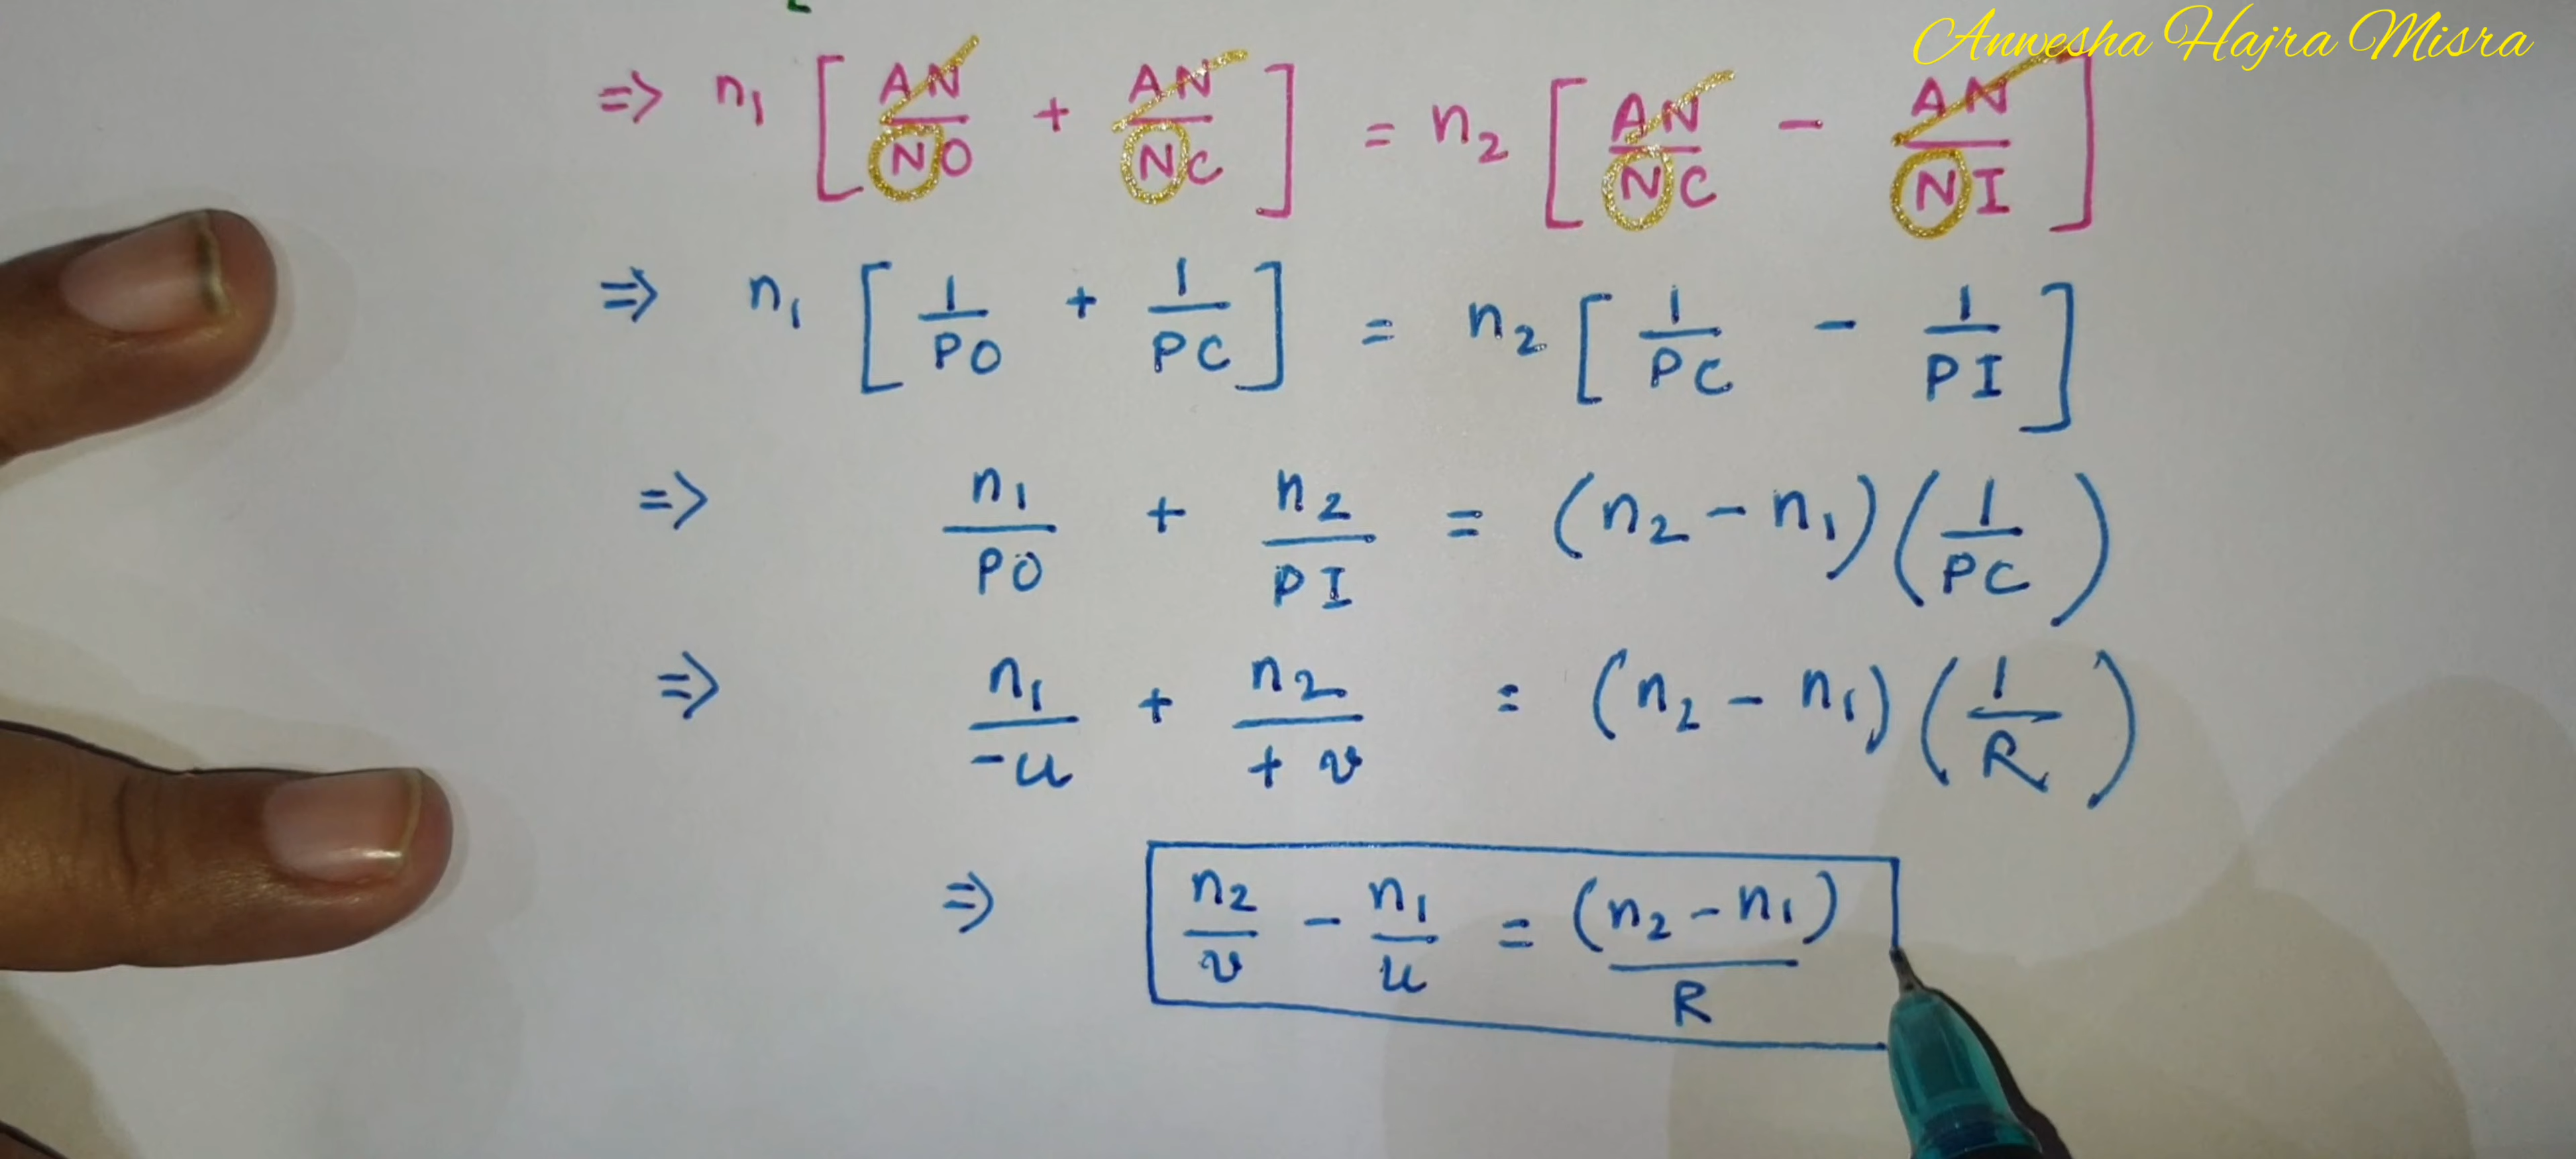 Anwesha Hajra Misra
=> n₁ [ AN/NO + AN/NC ] = n₂ [ AN/NC − AN/NI ]
=> n₁ [ 1/PO + 1/PC ] = n₂ [ 1/PC − 1/PI ]
=> n₁/PO + n₂/PI = (n₂ − n₁) ( 1/PC )
=> n₁/−u + n₂/+v = (n₂ − n₁) ( 1/R )
=> n₂/v − n₁/u = (n₂ − n₁)/R